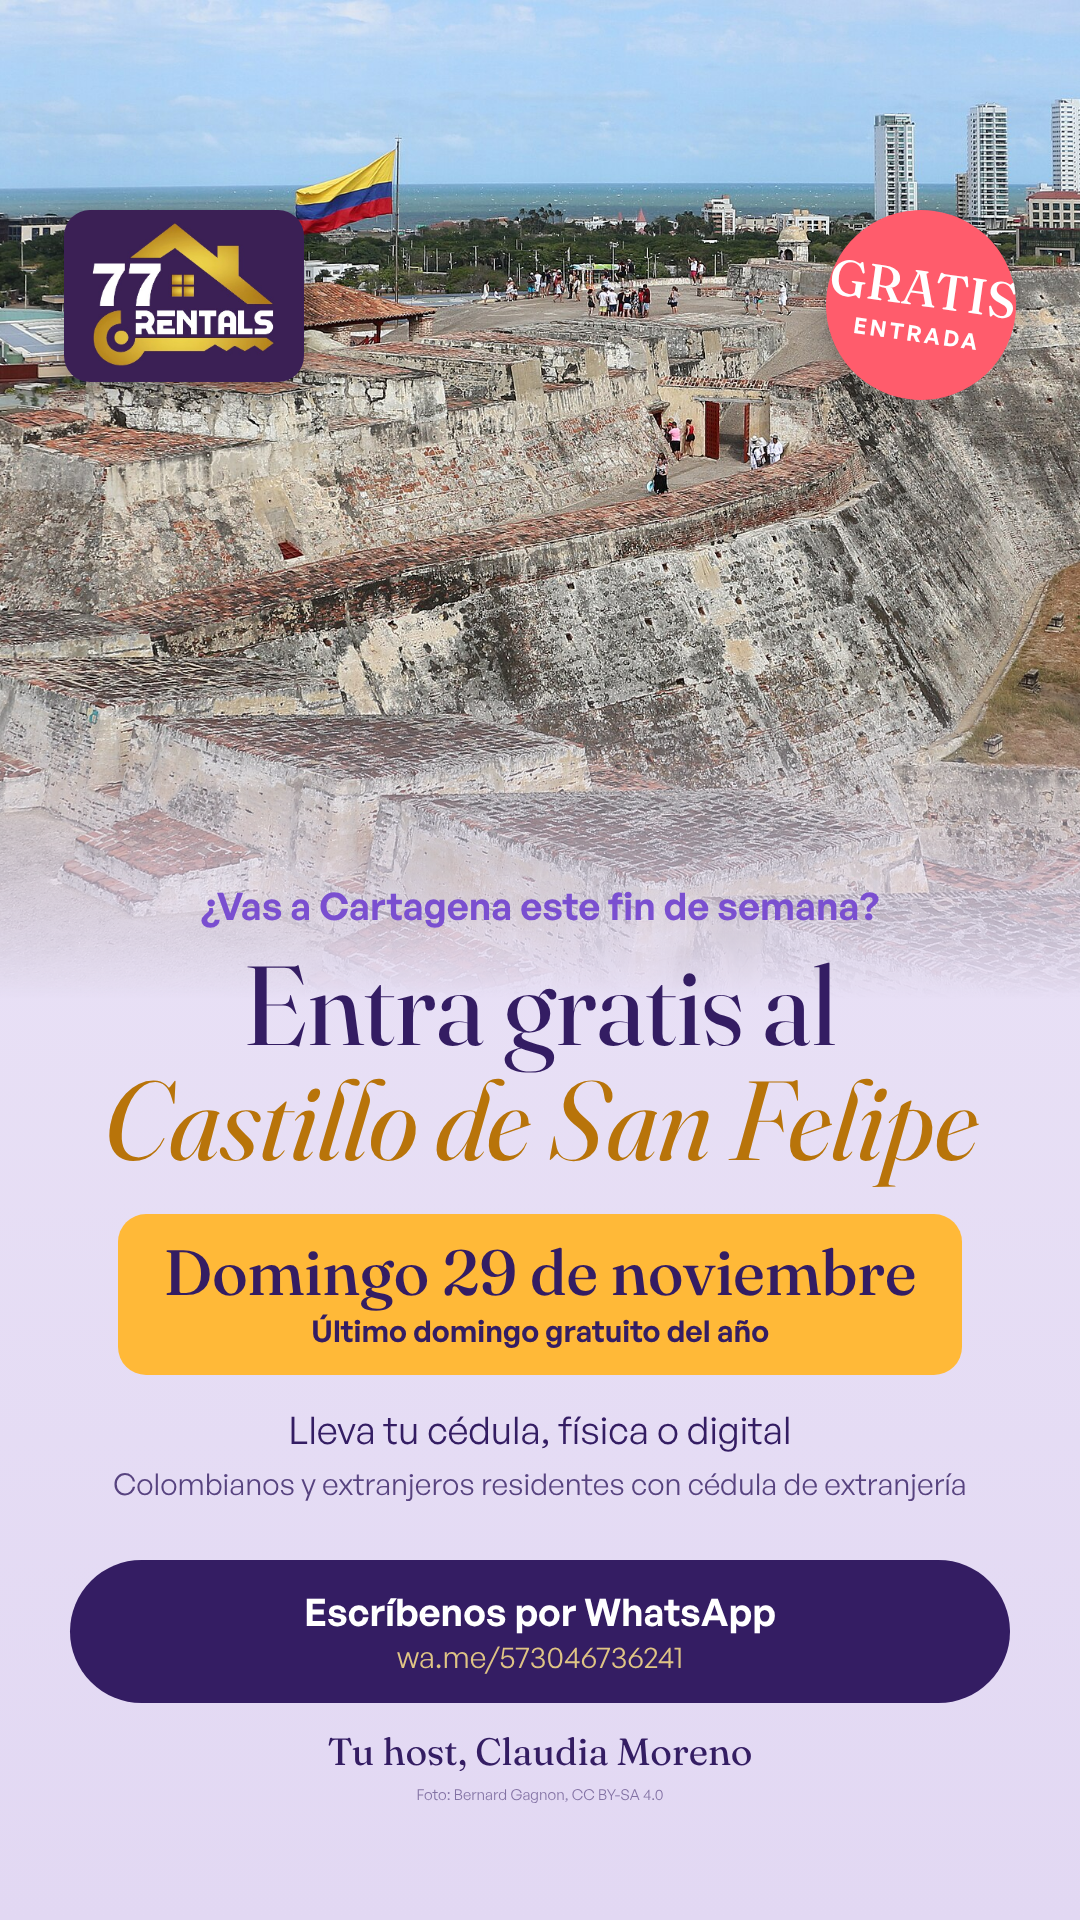 77
RENTALS
GRATIS
ENTRADA
¿Vas a Cartagena este fin de semana?
Entra gratis al
Castillo de San Felipe
Domingo 29 de noviembre
Último domingo gratuito del año
Lleva tu cédula, física o digital
Colombianos y extranjeros residentes con cédula de extranjería
Escríbenos por WhatsApp
wa.me/573046736241
Tu host, Claudia Moreno
Foto: Bernard Gagnon, CC BY-SA 4.0